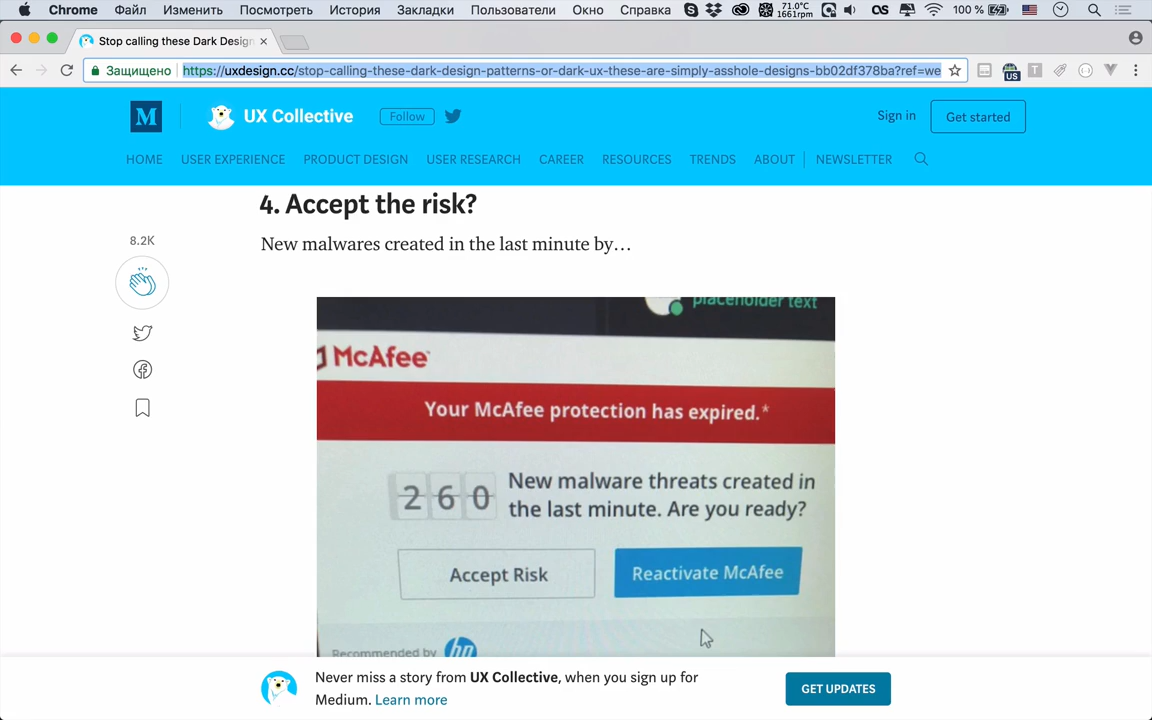 Chrome Файл Изменить Посмотреть История Закладки Пользователи Окно Справка 71.0°C 1661rpm 100 %
Stop calling these Dark Design
Защищено https://uxdesign.cc/stop-calling-these-dark-design-patterns-or-dark-ux-these-are-simply-asshole-designs-bb02df378ba?ref=we
US
M UX Collective Follow Sign in Get started
HOME USER EXPERIENCE PRODUCT DESIGN USER RESEARCH CAREER RESOURCES TRENDS ABOUT NEWSLETTER
4. Accept the risk?
8.2K
New malwares created in the last minute by…
placeholder text
McAfee™
Your McAfee protection has expired.*
260 New malware threats created in
the last minute. Are you ready?
Accept Risk Reactivate McAfee
Recommended by hp
Never miss a story from UX Collective, when you sign up for
Medium. Learn more
GET UPDATES